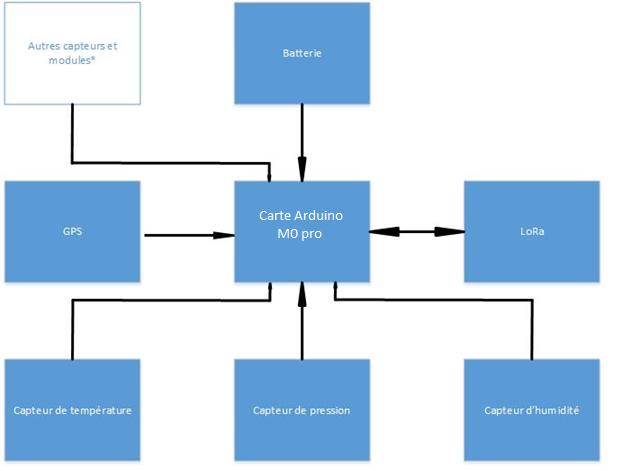 Autres capteurs et
modules*
Batterie
GPS
Carte Arduino
M0 pro
LoRa
Capteur de température
Capteur de pression
Capteur d'humidité